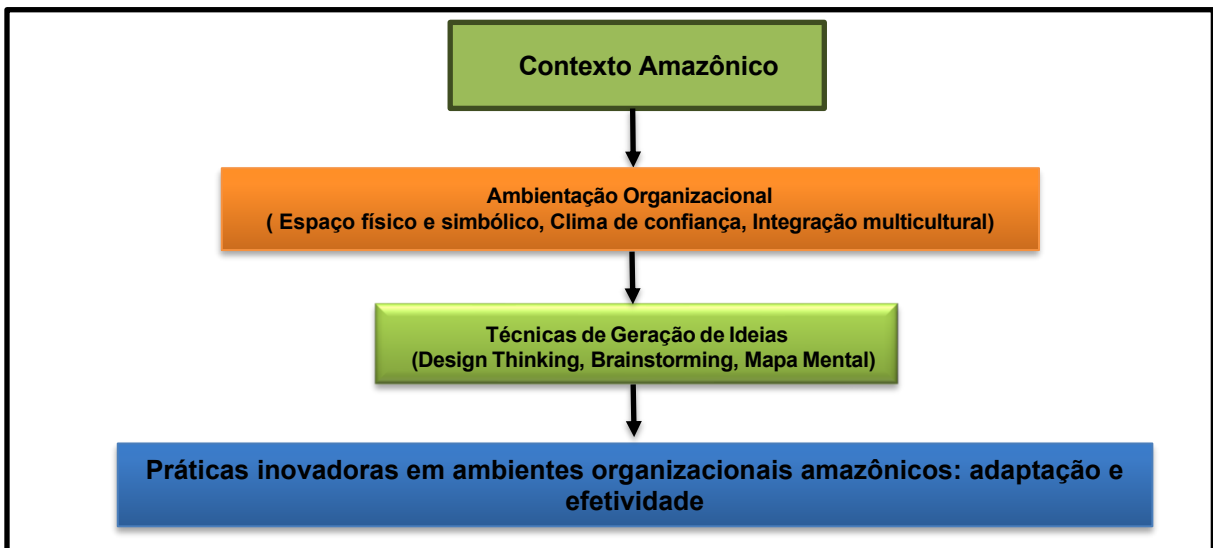 Contexto Amazônico
Ambientação Organizacional
( Espaço físico e simbólico, Clima de confiança, Integração multicultural)
Técnicas de Geração de Ideias
(Design Thinking, Brainstorming, Mapa Mental)
Práticas inovadoras em ambientes organizacionais amazônicos: adaptação e
efetividade